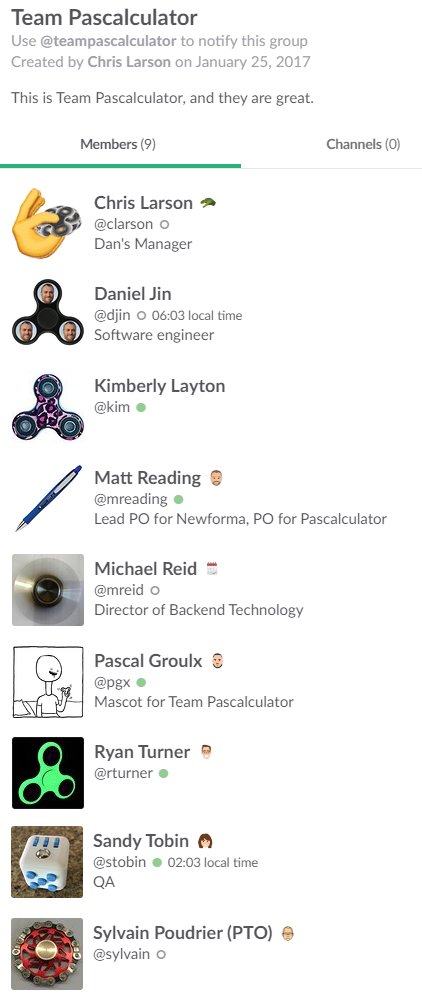 Team Pascalculator
Use @teampascalculator to notify this group
Created by Chris Larson on January 25, 2017
This is Team Pascalculator, and they are great.
Members (9) Channels (0)
Chris Larson
@clarson
Dan's Manager
Daniel Jin
@djin 06:03 local time
Software engineer
Kimberly Layton
@kim
Matt Reading
@mreading
Lead PO for Newforma, PO for Pascalculator
Michael Reid
@mreid
Director of Backend Technology
Pascal Groulx
@pgx
Mascot for Team Pascalculator
Ryan Turner
@rturner
Sandy Tobin
@stobin 02:03 local time
QA
Sylvain Poudrier (PTO)
@sylvain